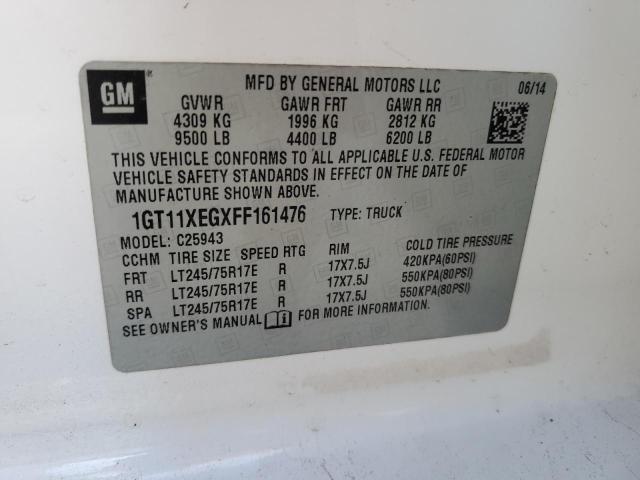 GM
MFD BY GENERAL MOTORS LLC 06/14
GVWR GAWR FRT GAWR RR
4309 KG 1996 KG 2812 KG
9500 LB 4400 LB 6200 LB
THIS VEHICLE CONFORMS TO ALL APPLICABLE U.S. FEDERAL MOTOR
VEHICLE SAFETY STANDARDS IN EFFECT ON THE DATE OF
MANUFACTURE SHOWN ABOVE.
1GT11XEGXFF161476 TYPE: TRUCK
MODEL: C25943
CCHM TIRE SIZE SPEED RTG RIM COLD TIRE PRESSURE
FRT LT245/75R17E R 17X7.5J 420KPA(60PSI)
RR LT245/75R17E R 17X7.5J 550KPA(80PSI)
SPA LT245/75R17E R 17X7.5J 550KPA(80PSI)
SEE OWNER'S MANUAL FOR MORE INFORMATION.